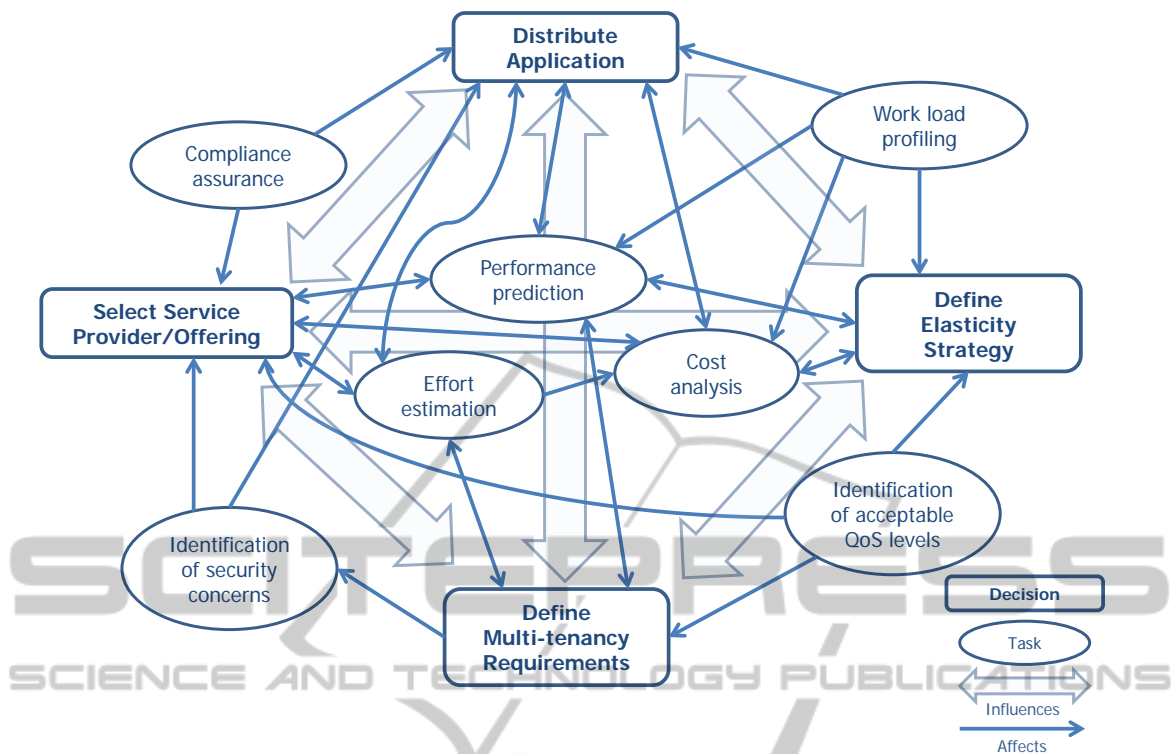 Distribute
Application
Work load
profiling
Compliance
assurance
Performance
prediction
Select Service
Provider/Offering
Define
Elasticity
Strategy
Cost
analysis
Effort
estimation
Identification
of acceptable
QoS levels
Identification
of security
concerns
SCITEPRESS
Define
Multi-tenancy
Requirements
Decision
Task
SCIENCE AND TECHNOLOGY PUBLICATIONS
Influences
Affects